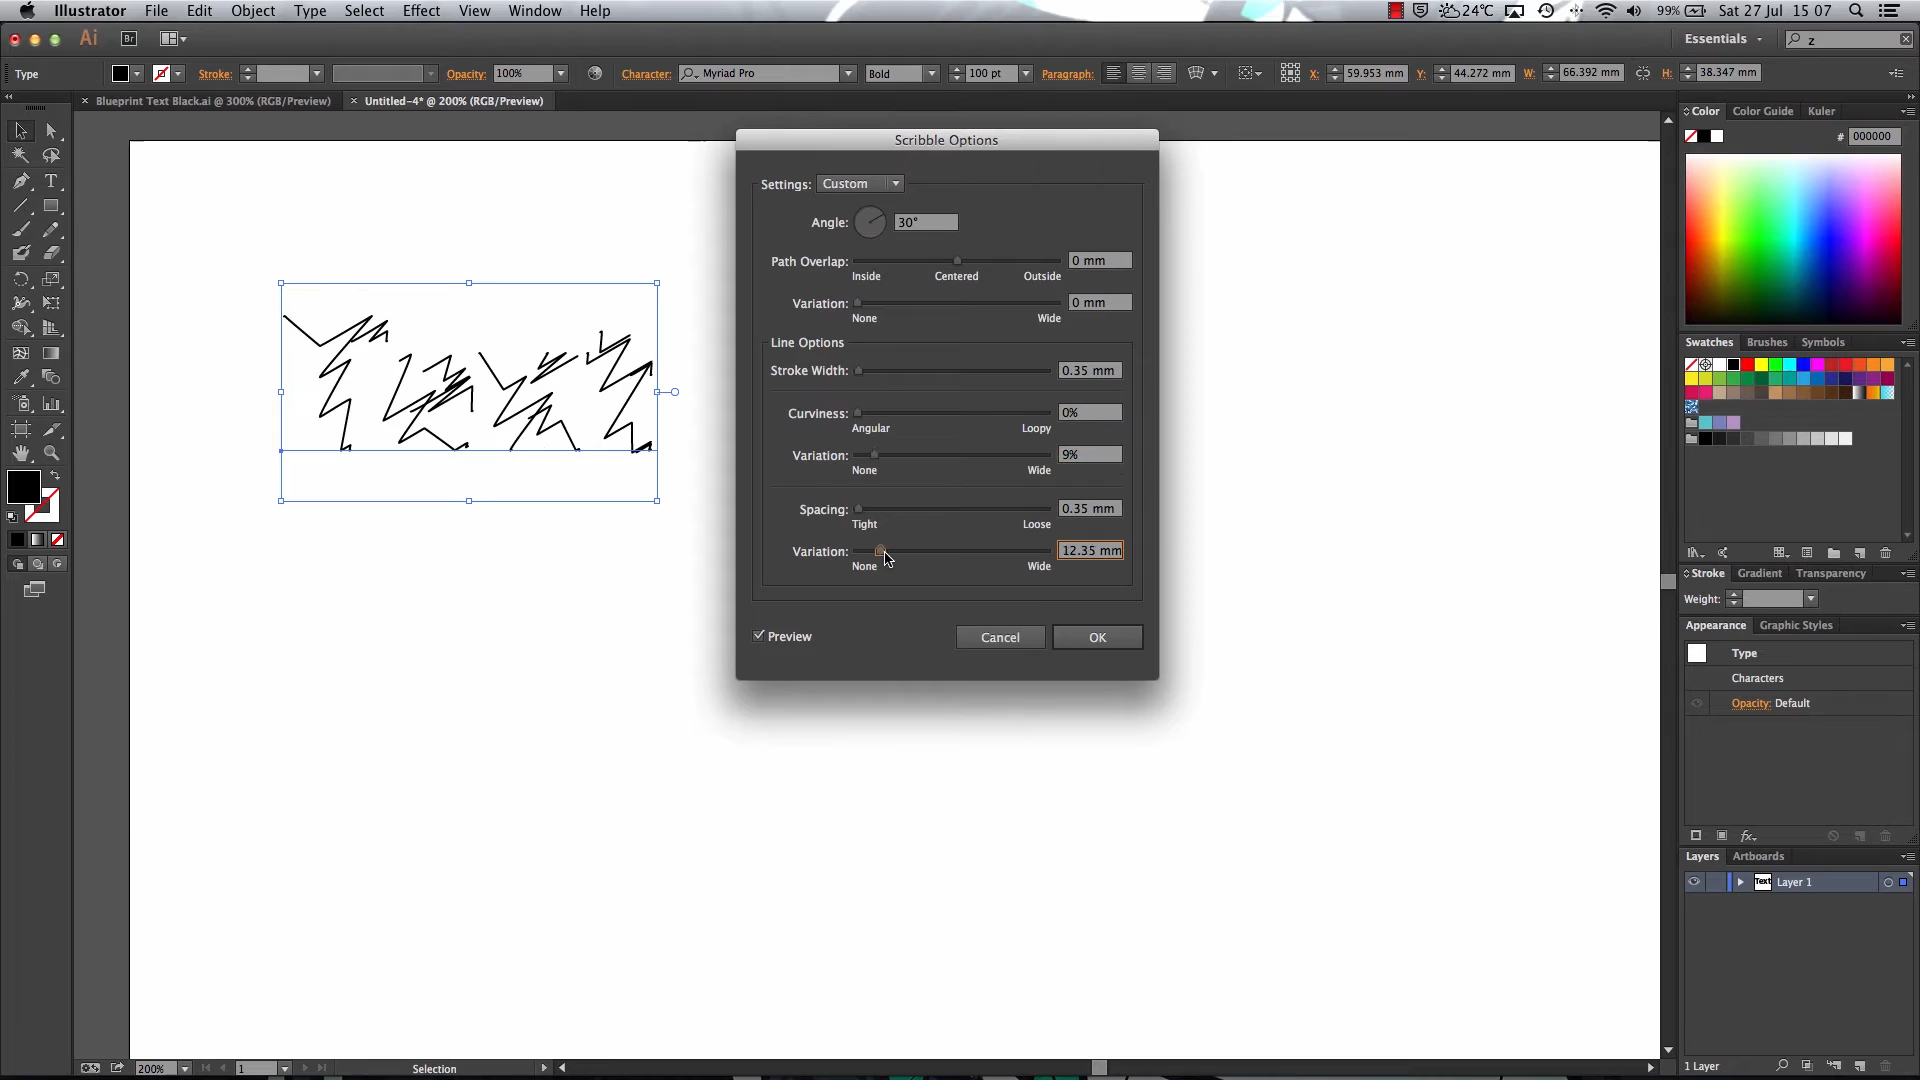 Illustrator File Edit Object Type Select Effect View Window Help 24°C 99% Sat 27 Jul 15 07
Ai Br Essentials z
Type Stroke: Opacity: 100% Character: Myriad Pro Bold 100 pt Paragraph: X: 59.953 mm Y: 44.272 mm W: 66.392 mm H: 38.347 mm
× Blueprint Text Black.ai @ 300% (RGB/Preview) × Untitled-4* @ 200% (RGB/Preview)
Scribble Options
Settings: Custom
Angle: 30°
Path Overlap: 0 mm
Inside Centered Outside
Variation: 0 mm
None Wide
Line Options
Stroke Width: 0.35 mm
Curviness: 0%
Angular Loopy
Variation: 9%
None Wide
Spacing: 0.35 mm
Tight Loose
Variation: 12.35 mm
None Wide
Preview Cancel OK
Color Color Guide Kuler
# 000000
Swatches Brushes Symbols
Stroke Gradient Transparency
Weight:
Appearance Graphic Styles
Type
Characters
Opacity: Default
fx
Layers Artboards
Text Layer 1
1 Layer
200% 1 Selection